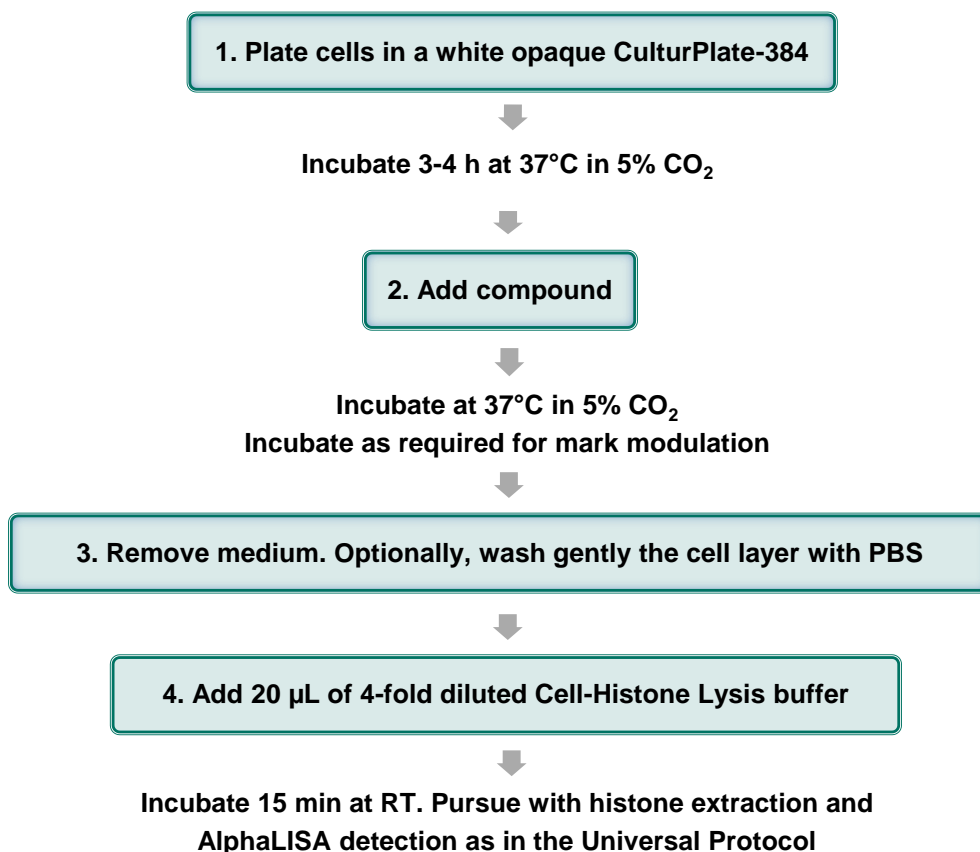 1. Plate cells in a white opaque CulturPlate-384
Incubate 3-4 h at 37°C in 5% CO₂
2. Add compound
Incubate at 37°C in 5% CO₂
Incubate as required for mark modulation
3. Remove medium. Optionally, wash gently the cell layer with PBS
4. Add 20 µL of 4-fold diluted Cell-Histone Lysis buffer
Incubate 15 min at RT. Pursue with histone extraction and
AlphaLISA detection as in the Universal Protocol